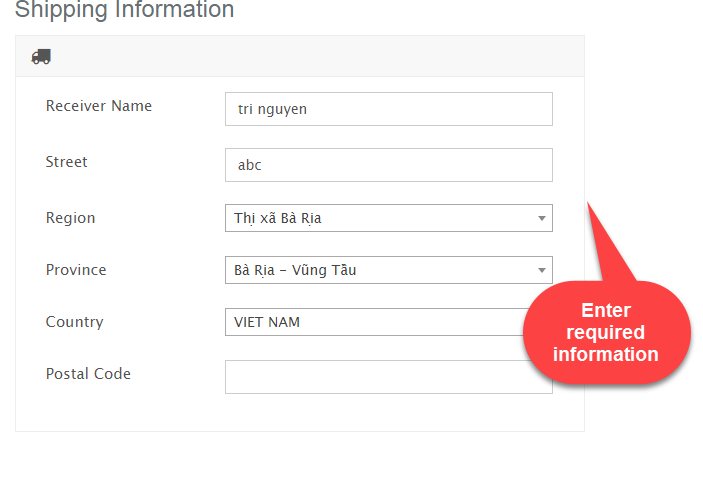 Shipping Information
Receiver Name
tri nguyen
Street
abc
Region
Thị xã Bà Rịa
Province
Bà Rịa - Vũng Tầu
Country
VIET NAM
Postal Code
Enter
required
information